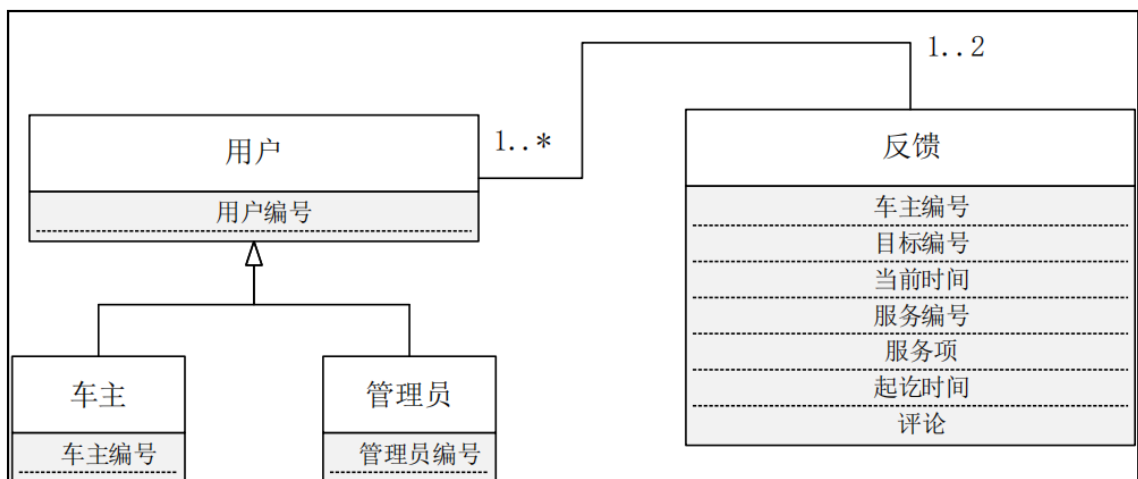 1..2
用户
1..*
反馈
用户编号
车主编号
目标编号
当前时间
服务编号
服务项
起讫时间
评论
车主
管理员
车主编号
管理员编号